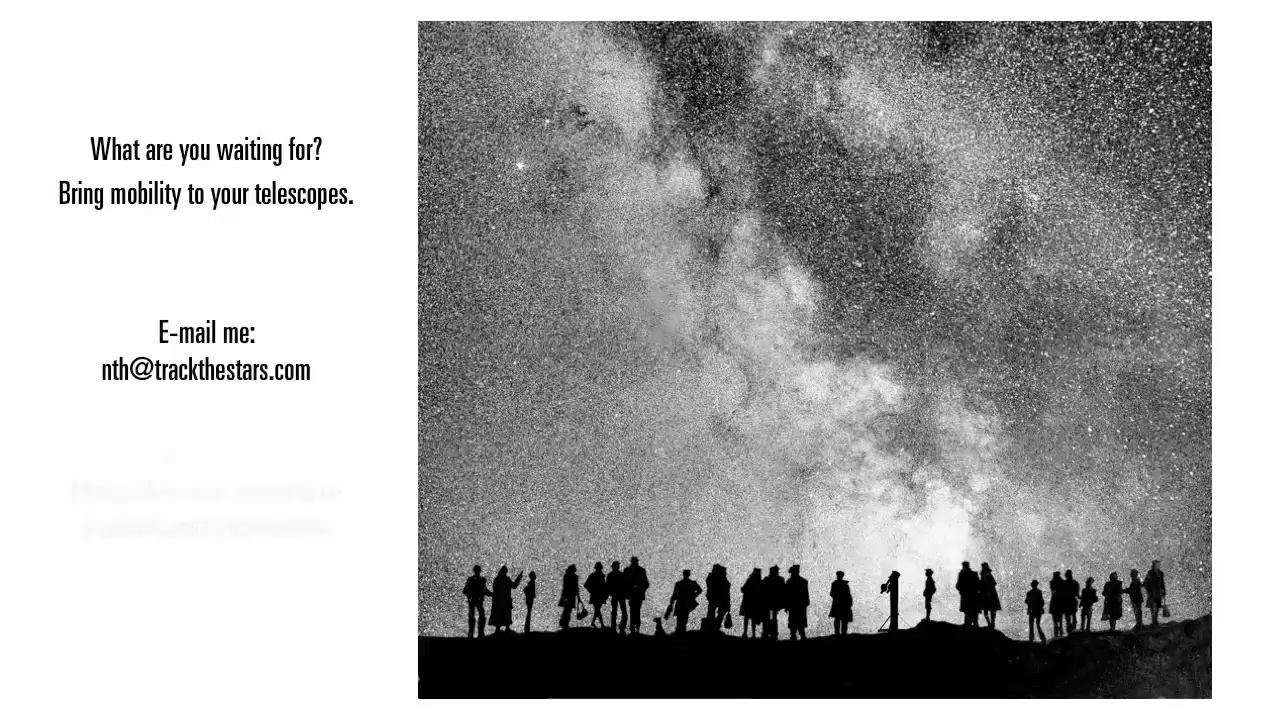 What are you waiting for?
Bring mobility to your telescopes.
E-mail me:
nth@trackthestars.com